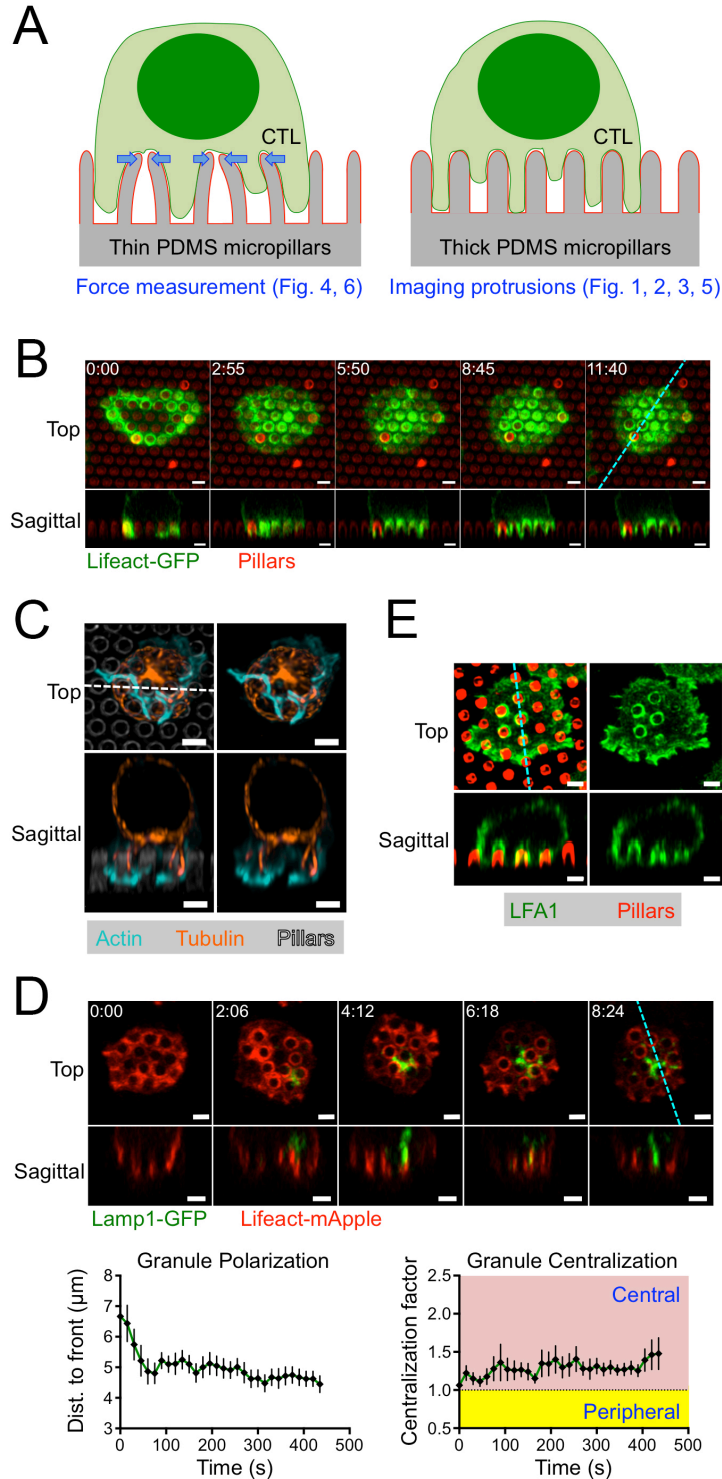 A
CTL
CTL
Thin PDMS micropillars
Thick PDMS micropillars
Force measurement (Fig. 4, 6)
Imaging protrusions (Fig. 1, 2, 3, 5)
B
0:00
2:55
5:50
8:45
11:40
Top
Sagittal
Lifeact-GFP
Pillars
C
Top
Sagittal
Actin
Tubulin
Pillars
E
Top
Sagittal
LFA1
Pillars
D
0:00
2:06
4:12
6:18
8:24
Top
Sagittal
Lamp1-GFP
Lifeact-mApple
Granule Polarization
Dist. to front (µm)
8
7
6
5
4
3
0
100
200
300
400
500
Time (s)
Granule Centralization
Centralization factor
2.5
2.0
1.5
1.0
0.5
Central
Peripheral
0
100
200
300
400
500
Time (s)